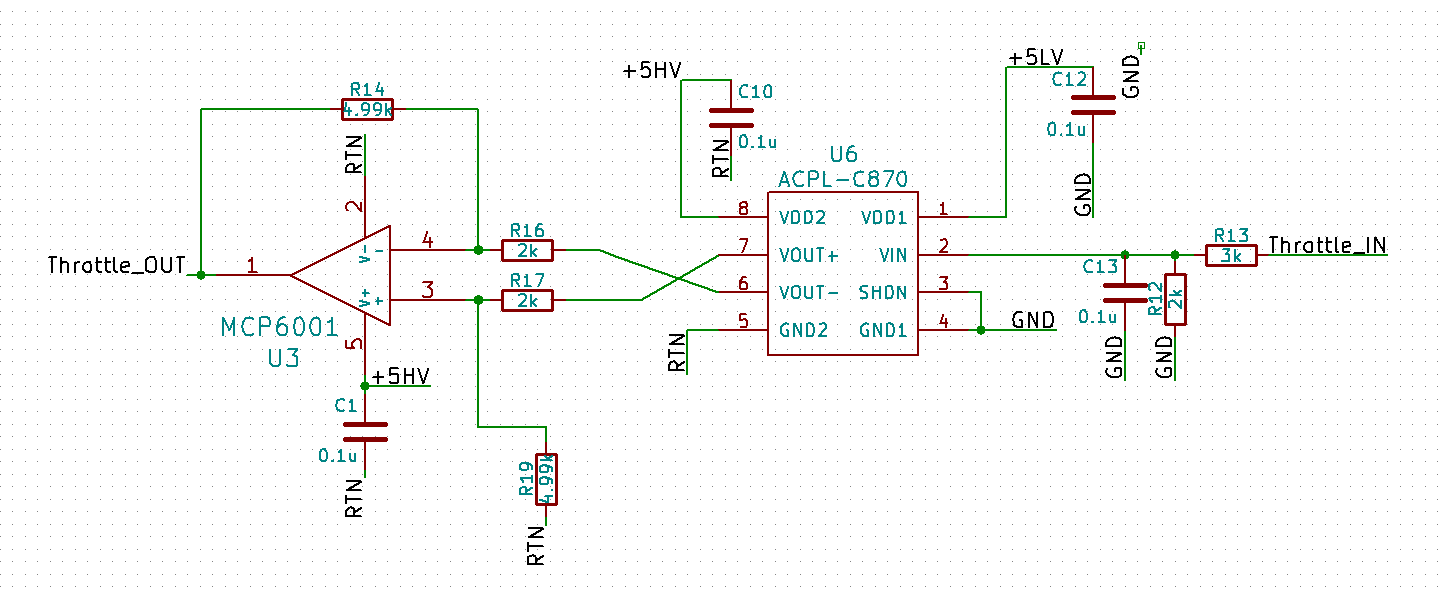 +5HV
+5LV
C12
GND
R14
4.99k
C10
0.1u
0.1u
RTN
RTN
U6
ACPL-C870
GND
2
8
VDD2
VDD1
1
4
V-
-
R16
2k
7
VOUT+
VIN
2
R13
3k
Throttle_IN
Throttle_OUT
1
C13
3
V+
+
R17
2k
6
VOUT-
SHDN
3
0.1u
R12
2k
MCP6001
U3
5
5
GND2
GND1
4
GND
RTN
GND
GND
+5HV
C1
0.1u
R19
4.99k
RTN
RTN